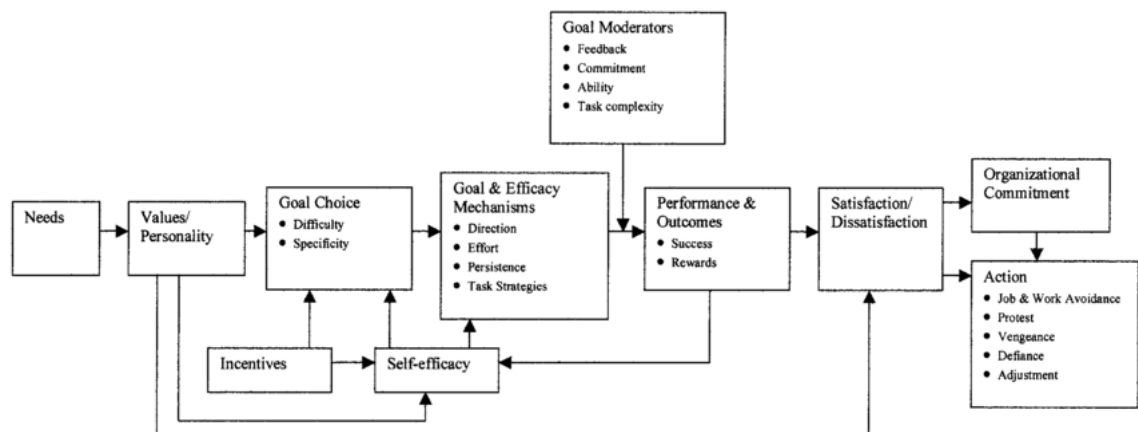 Goal Moderators
● Feedback
● Commitment
● Ability
● Task complexity
Needs
Values/
Personality
Goal Choice
● Difficulty
● Specificity
Goal & Efficacy
Mechanisms
● Direction
● Effort
● Persistence
● Task Strategies
Performance &
Outcomes
● Success
● Rewards
Satisfaction/
Dissatisfaction
Organizational
Commitment
Action
● Job & Work Avoidance
● Protest
● Vengeance
● Defiance
● Adjustment
Incentives
Self-efficacy